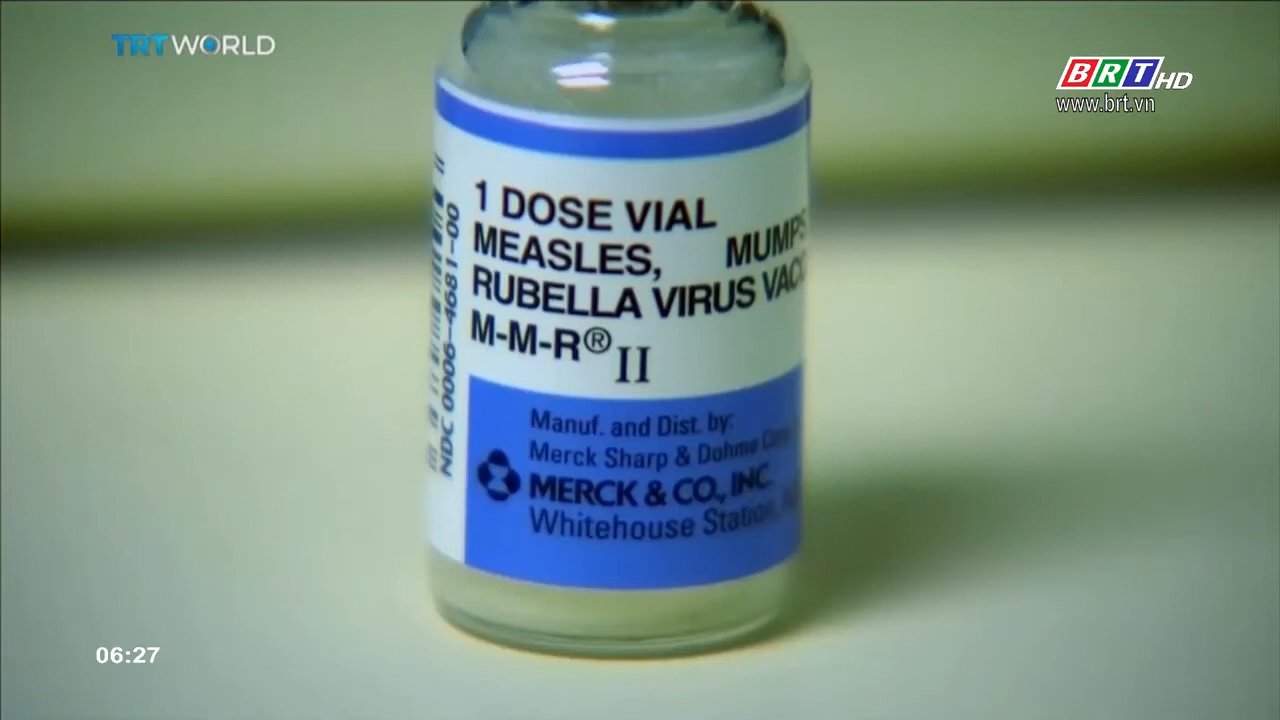 TRT WORLD
BRT HD
www.brt.vn
1 DOSE VIAL
MEASLES, MUMPS
RUBELLA VIRUS
M-M-R® II
NDC 0006-4681-00
Manuf. and Dist. by:
Merck Sharp & Dohme
MERCK & CO., INC.
Whitehouse Station,
06:27